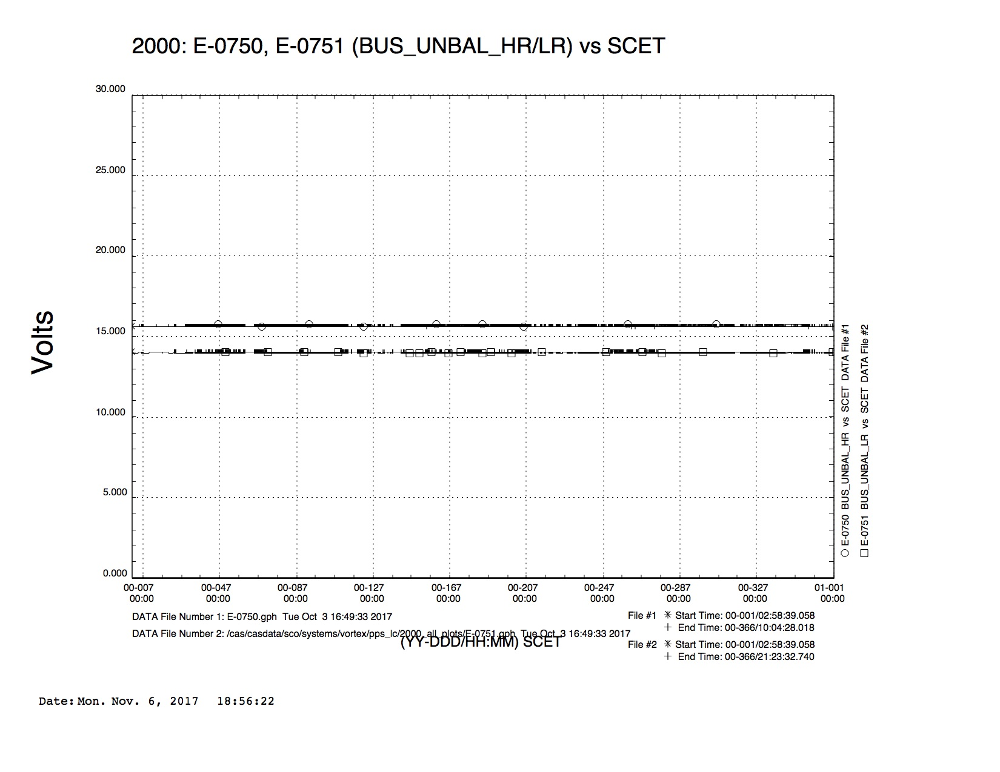 2000: E-0750, E-0751 (BUS_UNBAL_HR/LR) vs SCET
Volts
30.000
25.000
20.000
15.000
10.000
5.000
0.000
00-007 00-047 00-087 00-127 00-167 00-207 00-247 00-287 00-327 01-001
00:00 00:00 00:00 00:00 00:00 00:00 00:00 00:00 00:00 00:00
E-0750 BUS_UNBAL_HR vs SCET DATA File #1
E-0751 BUS_UNBAL_LR vs SCET DATA File #2
DATA File Number 1: E-0750.gph Tue Oct 3 16:49:33 2017
DATA File Number 2: /cas/casdata/sco/systems/vortex/pps_lc/2000_all_plots/E-0751.gph Tue Oct 3 16:49:33 2017
(YY-DDD/HH:MM) SCET
File #1 * Start Time: 00-001/02:58:39.058
+ End Time: 00-366/10:04:28.018
File #2 * Start Time: 00-001/02:58:39.058
+ End Time: 00-366/21:23:32.740
Date: Mon. Nov. 6, 2017 18:56:22